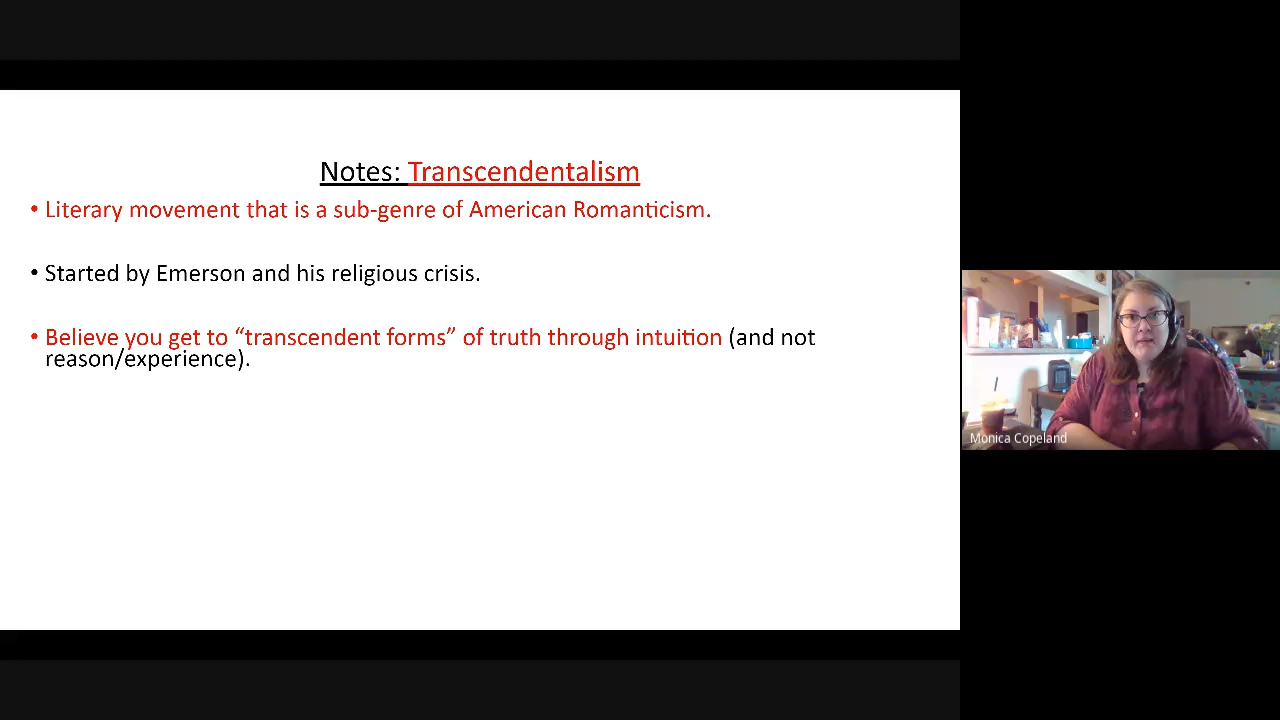 Notes: Transcendentalism
• Literary movement that is a sub-genre of American Romanticism.
• Started by Emerson and his religious crisis.
• Believe you get to “transcendent forms” of truth through intuition (and not
reason/experience).
Monica Copeland